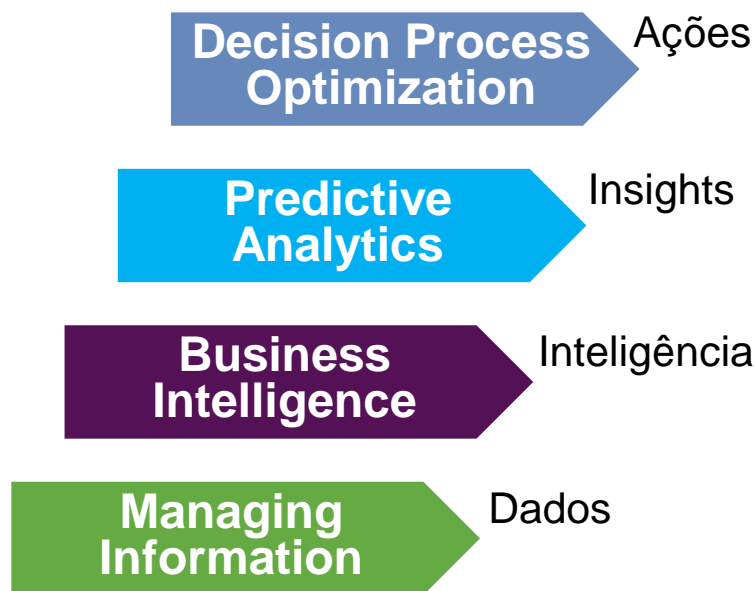 Decision Process
Optimization
Ações
Predictive
Analytics
Insights
Business
Intelligence
Inteligência
Managing
Information
Dados